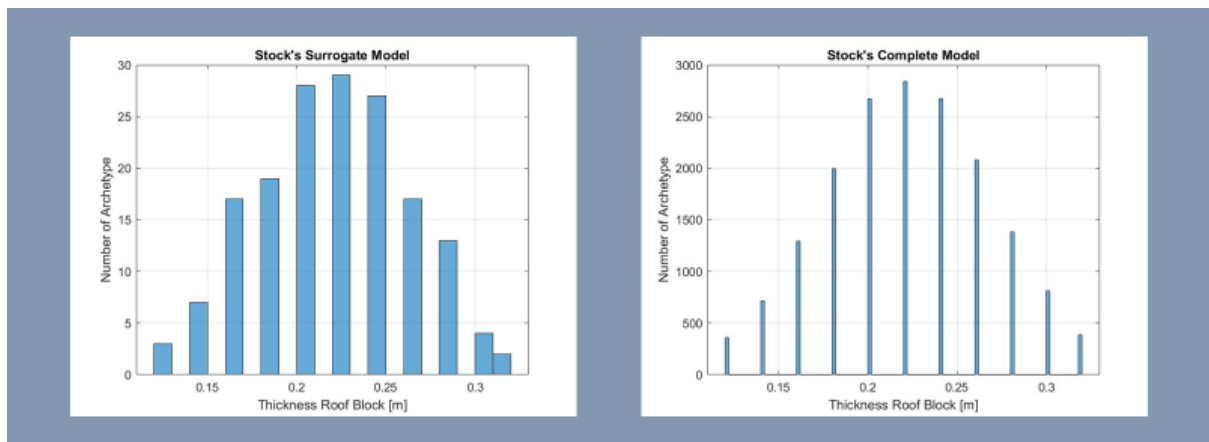 Stock's Surrogate Model
30
25
20
15
10
5
0
Number of Archetype
0.15 0.2 0.25 0.3
Thickness Roof Block [m]
Stock's Complete Model
3000
2500
2000
1500
1000
500
0
Number of Archetype
0.15 0.2 0.25 0.3
Thickness Roof Block [m]